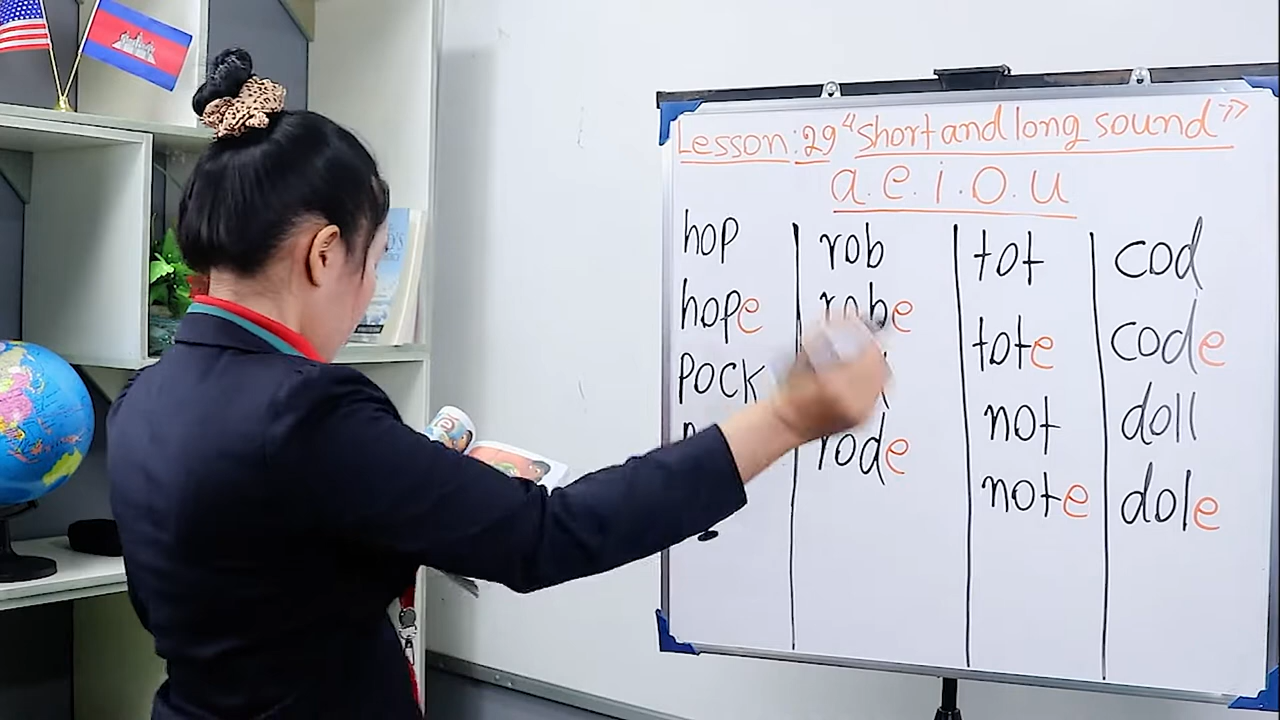 Lesson: 29 "Short and long sound"
a. e. i. o. u
hop
hope
pock
rob
robe
rode
tot
tote
not
note
cod
code
doll
dole